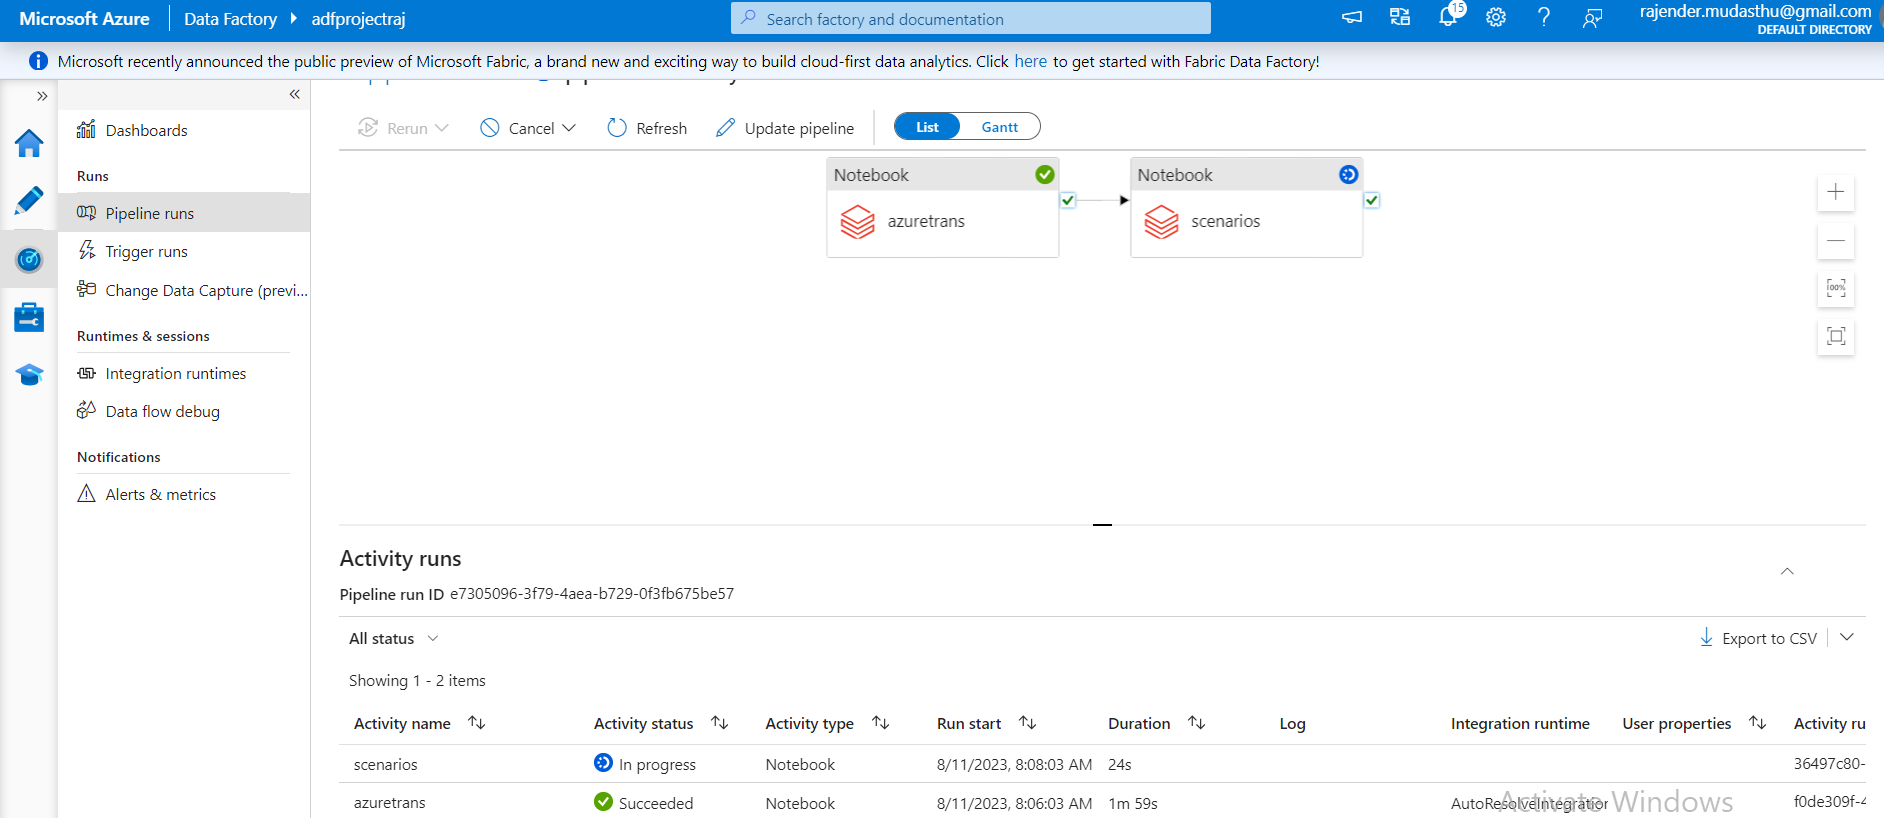 Microsoft Azure Data Factory adfprojectraj Search factory and documentation 15 rajender.mudasthu@gmail.com
DEFAULT DIRECTORY
Microsoft recently announced the public preview of Microsoft Fabric, a brand new and exciting way to build cloud-first data analytics. Click here to get started with Fabric Data Factory!
Dashboards
Runs
Pipeline runs
Trigger runs
Change Data Capture (previ...
Runtimes & sessions
Integration runtimes
Data flow debug
Notifications
Alerts & metrics
Rerun Cancel Refresh Update pipeline List Gantt
Notebook
azuretrans
Notebook
scenarios
100%
Activity runs
Pipeline run ID e7305096-3f79-4aea-b729-0f3fb675be57
All status Export to CSV
Showing 1 - 2 items
Activity name Activity status Activity type Run start Duration Log Integration runtime User properties Activity ru
scenarios In progress Notebook 8/11/2023, 8:08:03 AM 24s 36497c80-
azuretrans Succeeded Notebook 8/11/2023, 8:06:03 AM 1m 59s AutoResolveIntegration f0de309f-4
Activate Windows